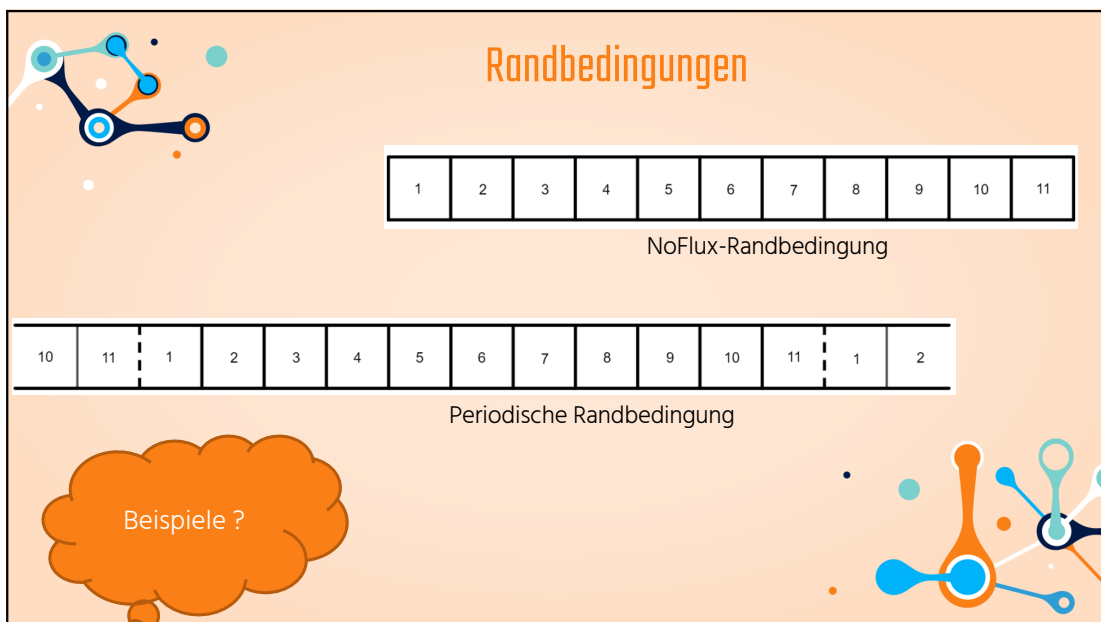 Randbedingungen
1 2 3 4 5 6 7 8 9 10 11
NoFlux-Randbedingung
10 11 1 2 3 4 5 6 7 8 9 10 11 1 2
Periodische Randbedingung
Beispiele ?